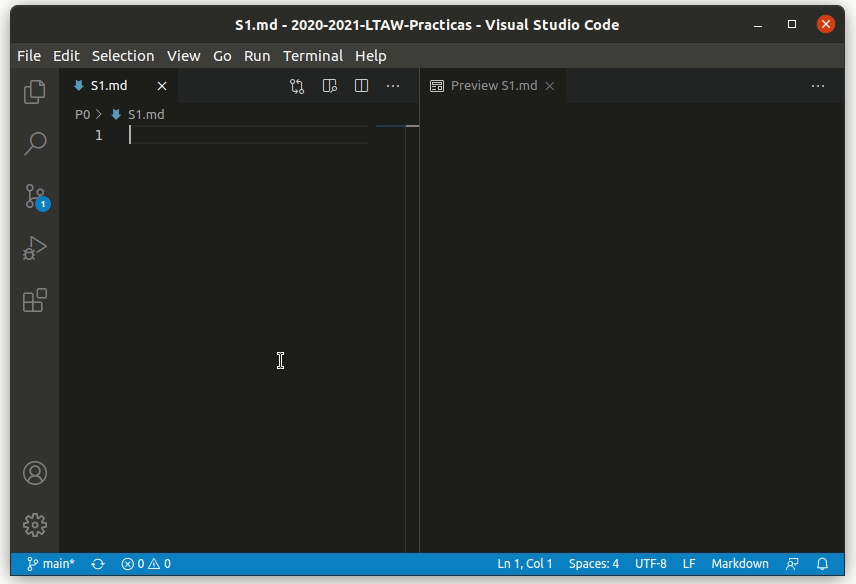 S1.md - 2020-2021-LTAW-Practicas - Visual Studio Code
File Edit Selection View Go Run Terminal Help
S1.md
Preview S1.md
P0 > S1.md
1
1
main* 0 0 Ln 1, Col 1 Spaces: 4 UTF-8 LF Markdown